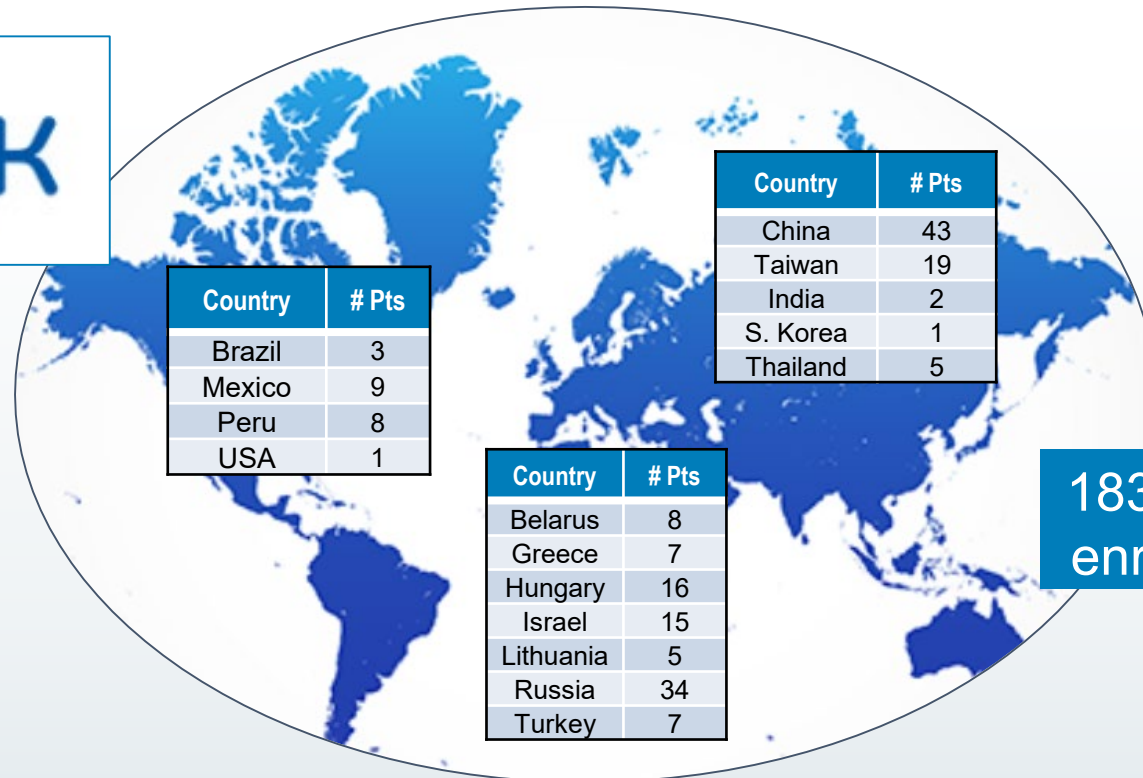 K
Country # Pts
Brazil 3
Mexico 9
Peru 8
USA 1
Country # Pts
China 43
Taiwan 19
India 2
S. Korea 1
Thailand 5
Country # Pts
Belarus 8
Greece 7
Hungary 16
Israel 15
Lithuania 5
Russia 34
Turkey 7
183